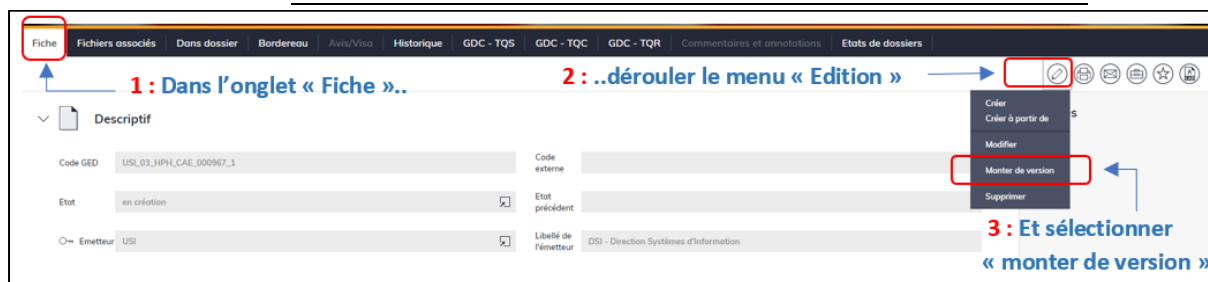 Fiche Fichiers associés Dans dossier Bordereau Avis/Visa Historique GDC - TQS GDC - TQC GDC - TQR Commentaires et annotations Etats de dossiers
1 : Dans l’onglet « Fiche »..
2 : ..dérouler le menu « Edition »
Descriptif
Créer
Créer à partir de
Modifier
Monter de version
Supprimer
s
Code GED USI_03_HPH_CAE_000967_1
Code externe
Etat en création
Etat précédent
Emetteur USI
Libellé de l'émetteur DSI - Direction Systèmes d'Information
3 : Et sélectionner
« monter de version »